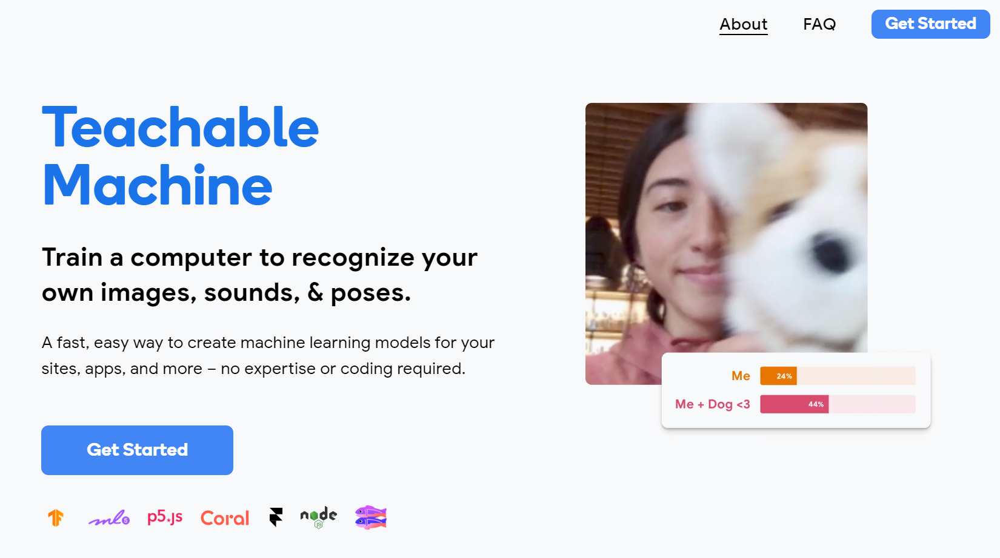 About FAQ Get Started
Teachable
Machine
Train a computer to recognize your
own images, sounds, & poses.
A fast, easy way to create machine learning models for your
sites, apps, and more – no expertise or coding required.
Me 24%
Me + Dog <3 44%
Get Started
ml5 p5*js Coral node JS